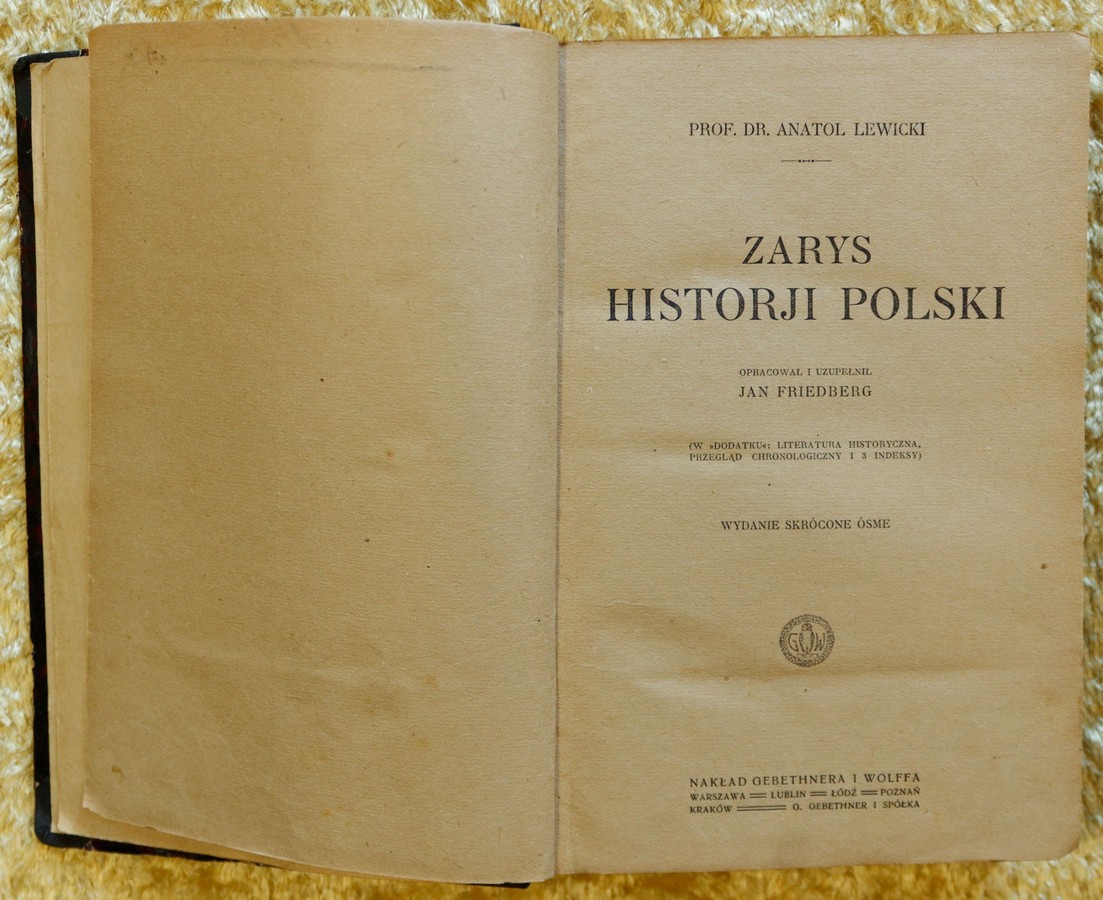 PROF. DR. ANATOL LEWICKI
ZARYS
HISTORJI POLSKI
OPRACOWAŁ I UZUPEŁNIŁ
JAN FRIEDBERG
(W »DODATKU«: LITERATURA HISTORYCZNA,
PRZEGLĄD CHRONOLOGICZNY I 3 INDEKSY)
WYDANIE SKRÓCONE ÓSME
G W
NAKŁAD GEBETHNERA I WOLFFA
WARSZAWA = LUBLIN = ŁÓDŹ = POZNAŃ
KRAKÓW = G. GEBETHNER I SPÓŁKA